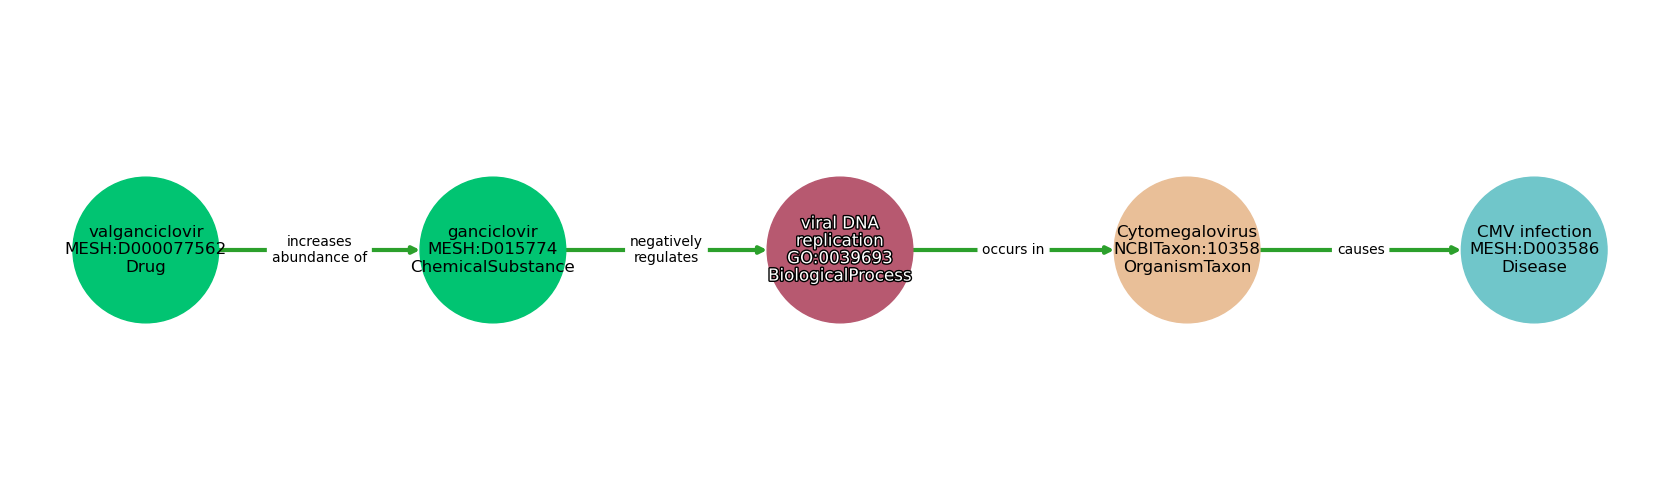 valganciclovir
MESH:D000077562
Drug
increases
abundance of
ganciclovir
MESH:D015774
ChemicalSubstance
negatively
regulates
viral DNA
replication
GO:0039693
BiologicalProcess
occurs in
Cytomegalovirus
NCBITaxon:10358
OrganismTaxon
causes
CMV infection
MESH:D003586
Disease